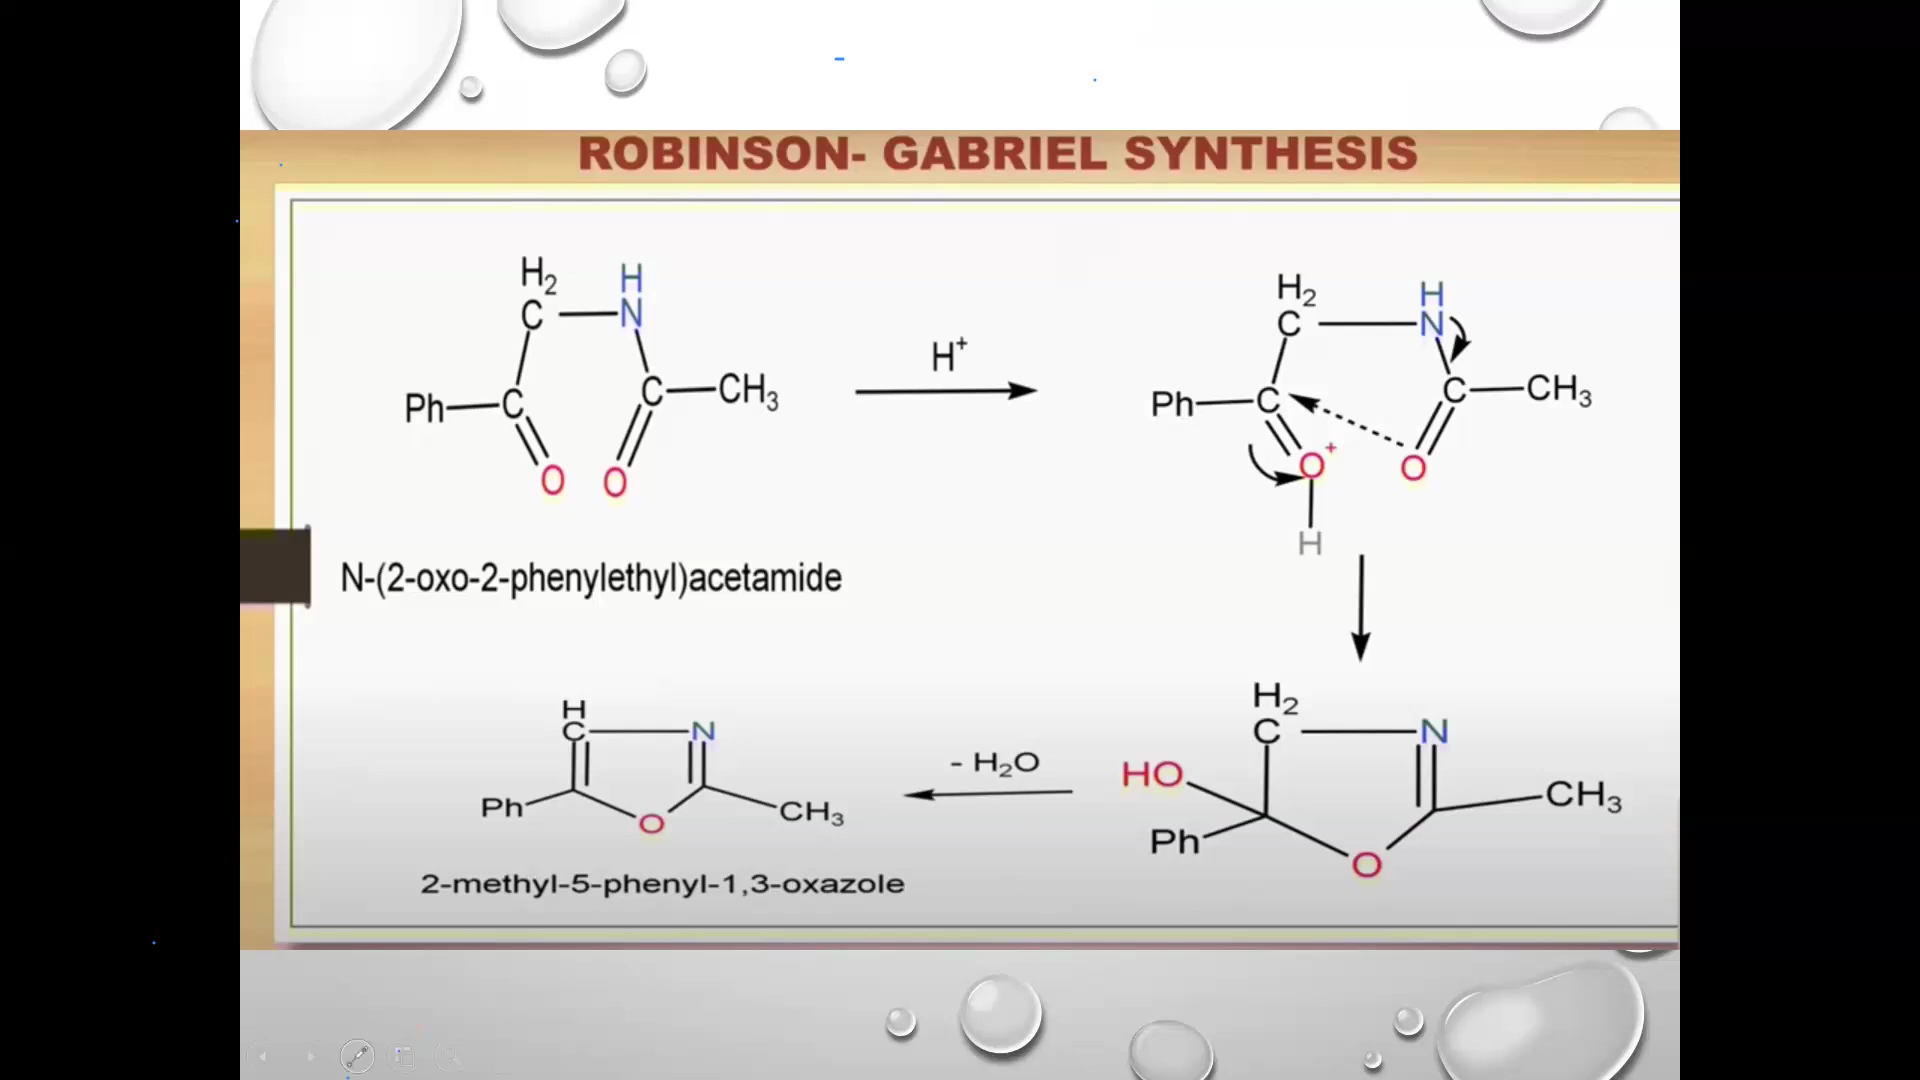 ROBINSON- GABRIEL SYNTHESIS
H2 H
C N
Ph C C CH3
O O
H+
H2 H
C N
Ph C C CH3
O+ O
H
N-(2-oxo-2-phenylethyl)acetamide
H
C N
Ph O CH3
- H2O
H2
C N
HO
Ph O CH3
2-methyl-5-phenyl-1,3-oxazole